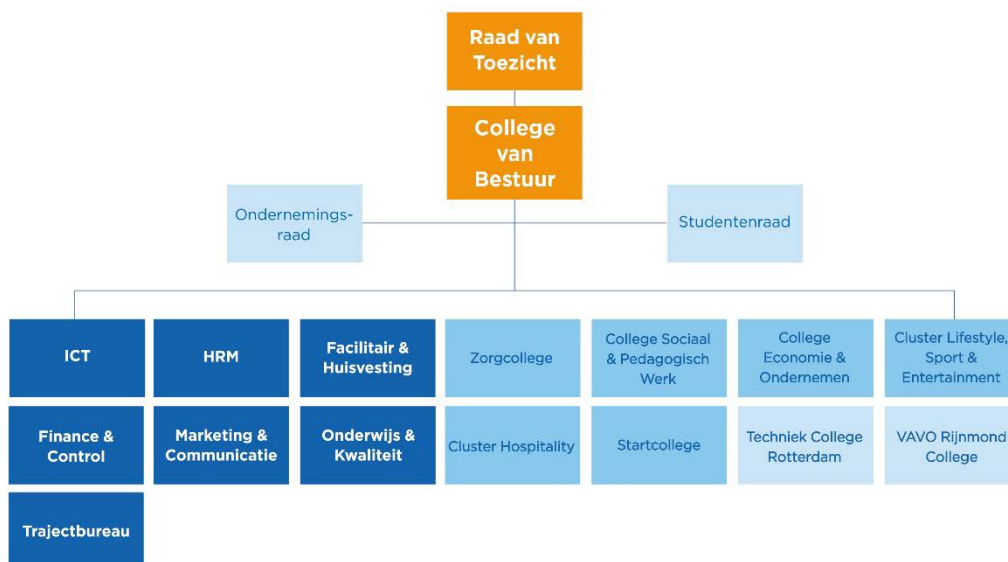 Raad van
Toezicht
College
van
Bestuur
Ondernemings-
raad
Studentenraad
ICT
HRM
Facilitair &
Huisvesting
Zorgcollege
College Sociaal
& Pedagogisch
Werk
College
Economie &
Ondernemen
Cluster Lifestyle,
Sport &
Entertainment
Finance &
Control
Marketing &
Communicatie
Onderwijs &
Kwaliteit
Cluster Hospitality
Startcollege
Techniek College
Rotterdam
VAVO Rijnmond
College
Trajectbureau